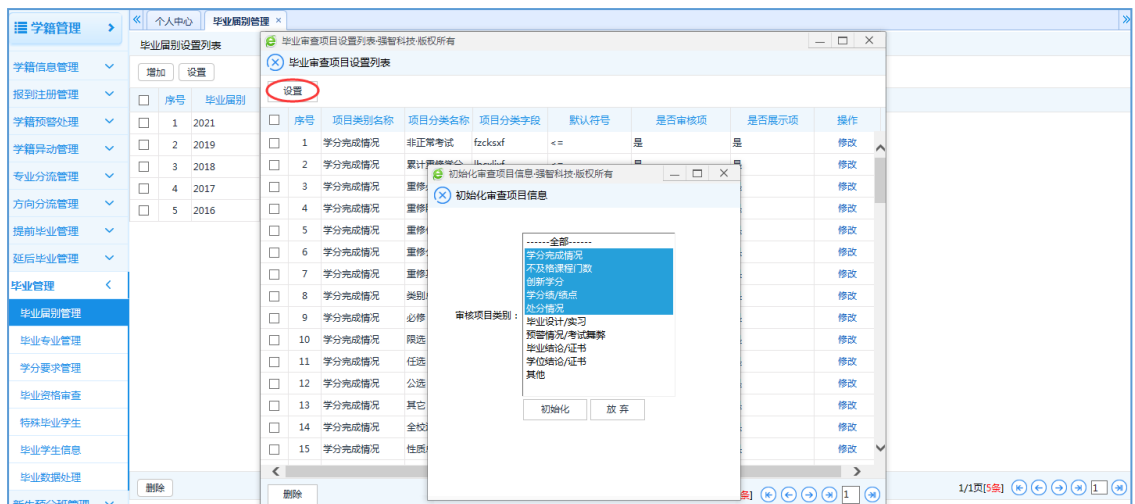 学籍管理
个人中心 毕业届别管理
毕业届别设置列表
增加 设置
序号 毕业届别
1 2021
2 2019
3 2018
4 2017
5 2016
删除
学籍信息管理
报到注册管理
学籍预警处理
学籍异动管理
专业分流管理
方向分流管理
提前毕业管理
延后毕业管理
毕业管理
毕业届别管理
毕业专业管理
学分要求管理
毕业资格审查
特殊毕业学生
毕业学生信息
毕业数据处理
毕业审查项目设置列表-强智科技·版权所有
毕业审查项目设置列表
设置
序号 项目类别名称 项目分类名称 项目分类字段 默认符号 是否审核项 是否展示项 操作
1 学分完成情况 非正常考试 fzcksxf <= 是 是 修改
2 学分完成情况 累计重修学分 修改
3 学分完成情况 重修 修改
4 学分完成情况 重修 修改
5 学分完成情况 重修 修改
6 学分完成情况 重修 修改
7 学分完成情况 重修 修改
8 学分完成情况 类别 修改
9 学分完成情况 必修 修改
10 学分完成情况 限选 修改
11 学分完成情况 任选 修改
12 学分完成情况 公选 修改
13 学分完成情况 其它 修改
14 学分完成情况 全校 修改
15 学分完成情况 性质 修改
删除
条] 1
初始化审查项目信息-强智科技·版权所有
初始化审查项目信息
审核项目类别：
------全部------
学分完成情况
不及格课程门数
创新学分
学分绩/绩点
处分情况
毕业设计/实习
预警情况/考试舞弊
毕业结论/证书
学位结论/证书
其他
初始化 放 弃
1/1页[5条] 1